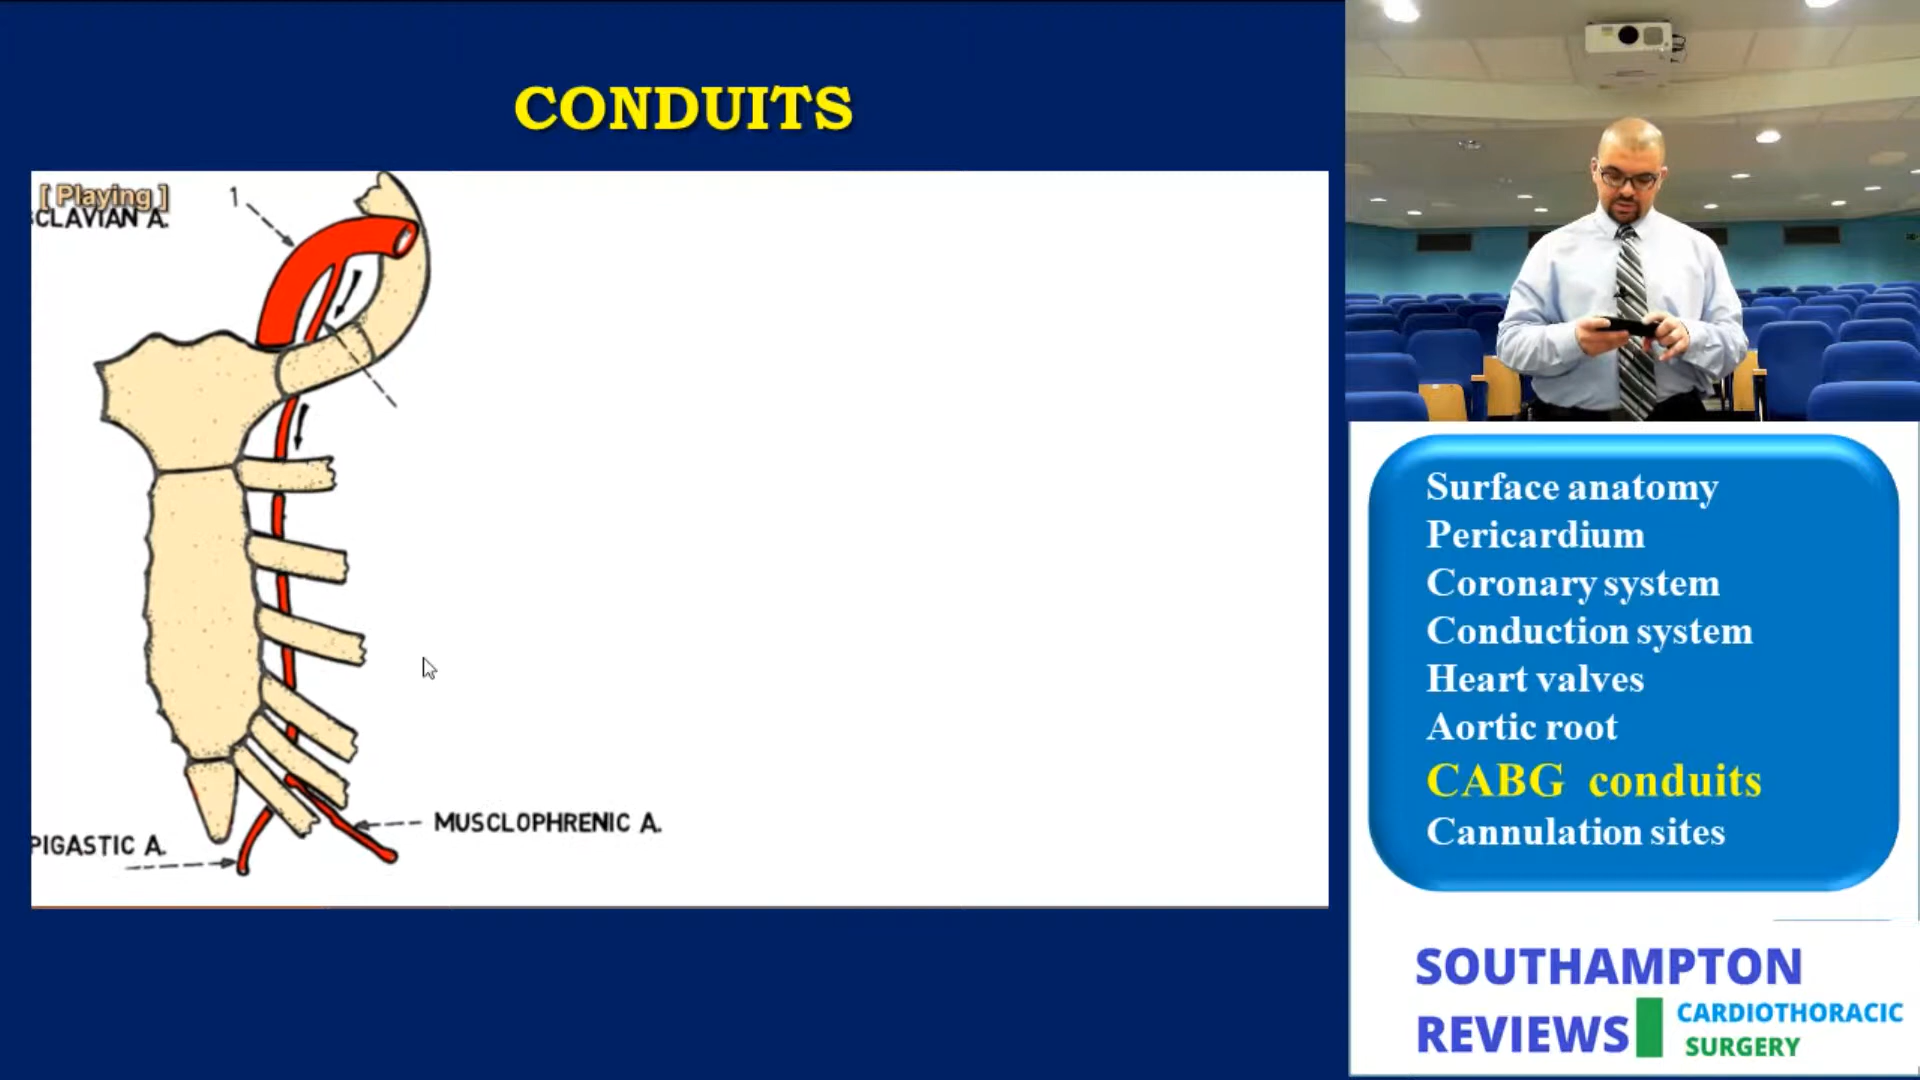 CONDUITS
[ Playing ]
CLAVIAN A.
1
MUSCLOPHRENIC A.
PIGASTIC A.
Surface anatomy
Pericardium
Coronary system
Conduction system
Heart valves
Aortic root
CABG conduits
Cannulation sites
SOUTHAMPTON
REVIEWS
CARDIOTHORACIC
SURGERY